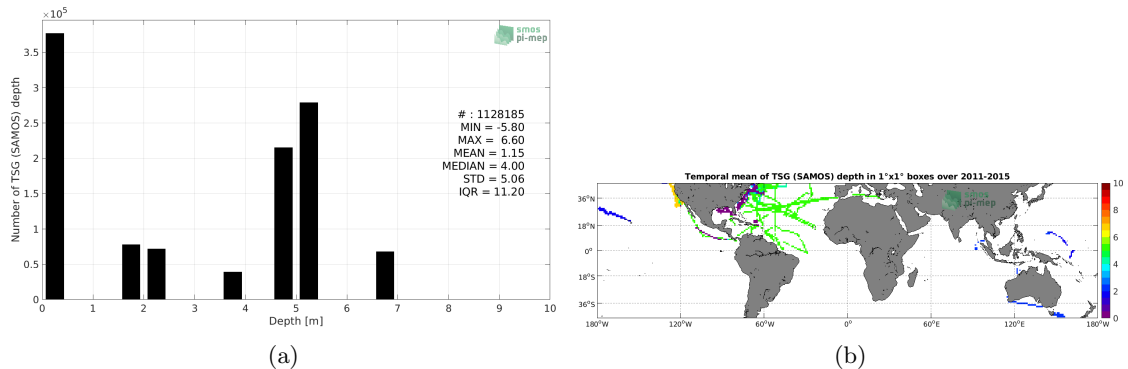 ×10⁵
smos
pi-mep
3.5
3
2.5
2
1.5
1
0.5
0
Number of TSG (SAMOS) depth
# : 1128185
MIN = -5.80
MAX = 6.60
MEAN = 1.15
MEDIAN = 4.00
STD = 5.06
IQR = 11.20
0 1 2 3 4 5 6 7 8 9 10
Depth [m]
(a)
Temporal mean of TSG (SAMOS) depth in 1°x1° boxes over 2011-2015
smos
pi-mep
36°N
18°N
0°
18°S
36°S
180°W 120°W 60°W 0° 60°E 120°E 180°W
10
8
6
4
2
0
(b)